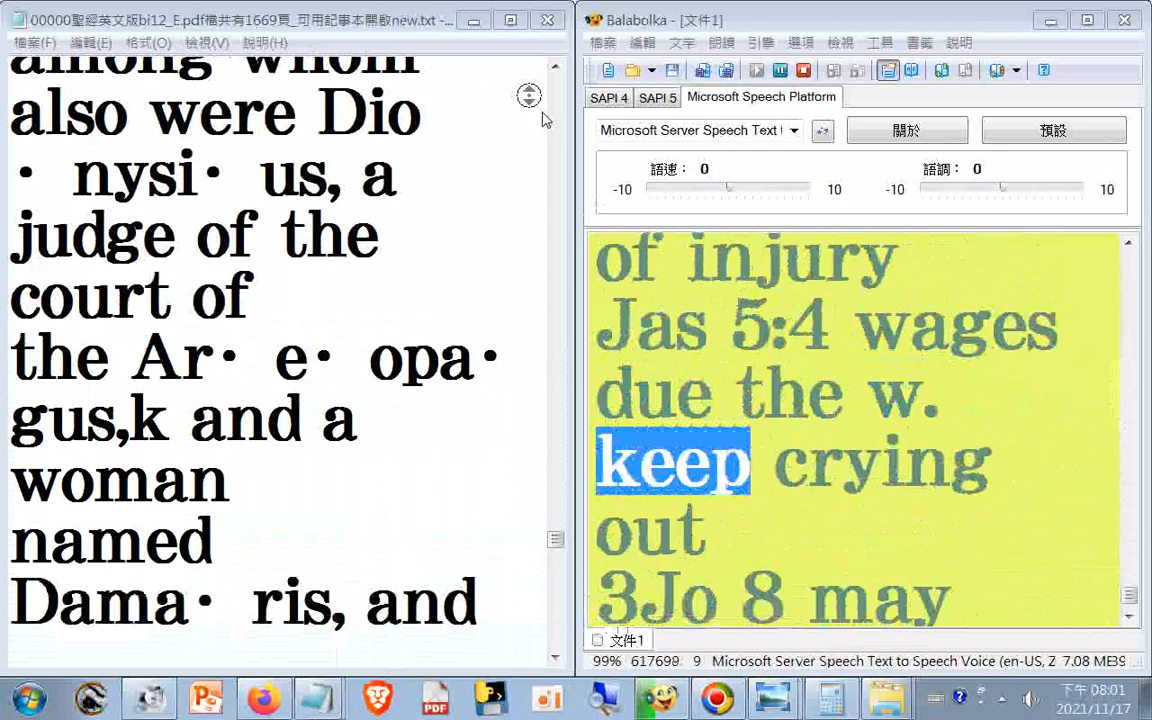 00000聖經英文版bi12_E.pdf檔共有1669頁_可用記事本開啟new.txt -...
檔案(F) 編輯(E) 格式(O) 檢視(V) 說明(H)
among whom
also were Dio
· nysi· us, a
judge of the
court of
the Ar· e· opa·
gus,k and a
woman
named
Dama· ris, and
Balabolka - [文件1]
檔案 編輯 文字 朗讀 引擎 選項 檢視 工具 書籤 說明
SAPI 4 SAPI 5 Microsoft Speech Platform
Microsoft Server Speech Text 關於 預設
語速: 0 語調: 0
-10 10 -10 10
of injury
Jas 5:4 wages
due the w.
keep crying
out
3Jo 8 may
文件1
99% 617699 9 Microsoft Server Speech Text to Speech Voice (en-US, Z 7.08 MB
PDF
下午 08:01
2021/11/17